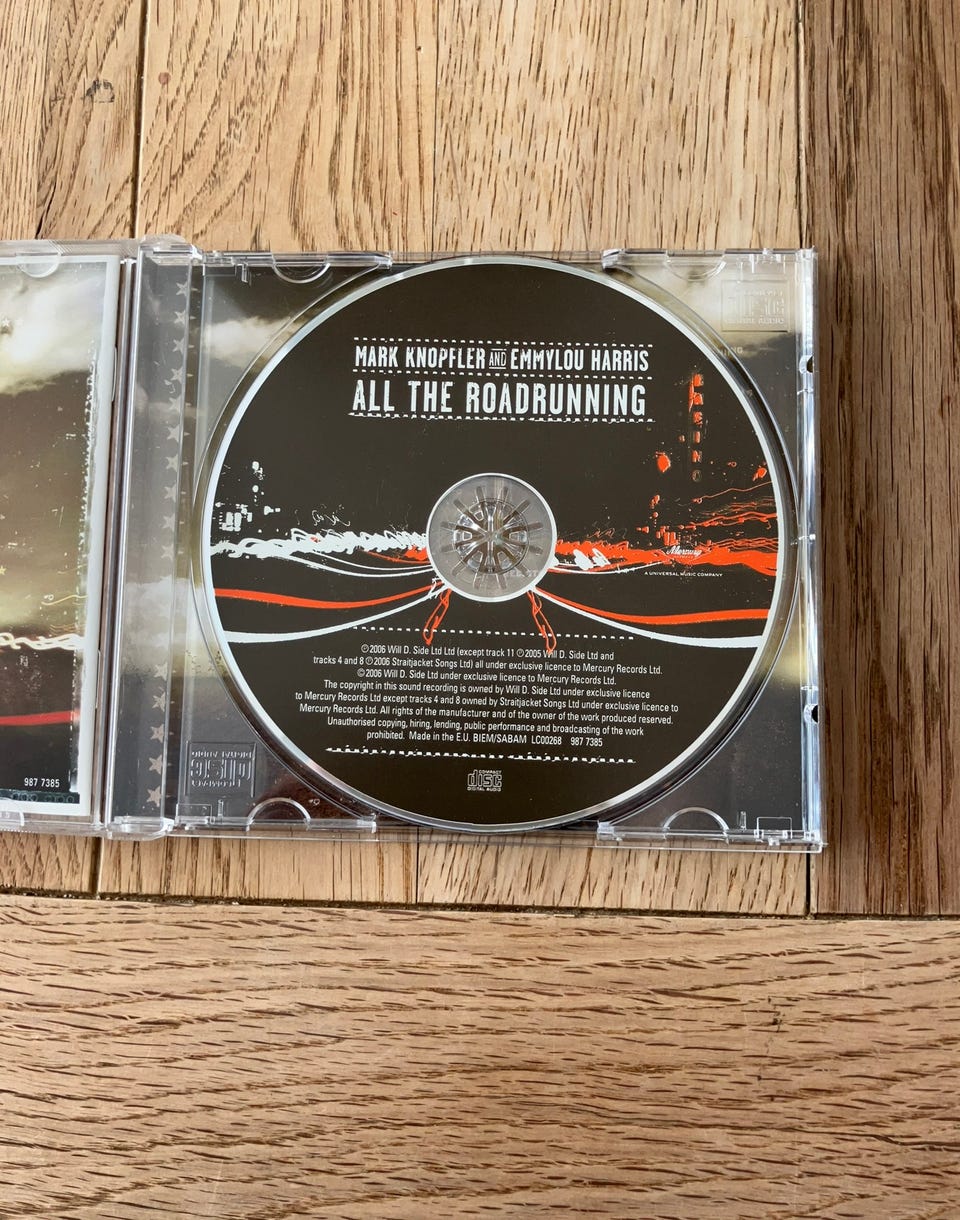 MARK KNOPFLER AND EMMYLOU HARRIS
ALL THE ROADRUNNING
CASINO
Mercury
A UNIVERSAL MUSIC COMPANY
℗2006 Will D. Side Ltd Ltd (except track 11 ℗2005 Will D. Side Ltd and
tracks 4 and 8 ℗2006 Straitjacket Songs Ltd) all under exclusive licence to Mercury Records Ltd.
©2006 Will D. Side Ltd under exclusive licence to Mercury Records Ltd.
The copyright in this sound recording is owned by Will D. Side Ltd under exclusive licence
to Mercury Records Ltd except tracks 4 and 8 owned by Straitjacket Songs Ltd under exclusive licence to
Mercury Records Ltd. All rights of the manufacturer and of the owner of the work produced reserved.
Unauthorised copying, hiring, lending, public performance and broadcasting of the work
prohibited. Made in the E.U. BIEM/SABAM LC00268 987 7385
COMPACT
disc
DIGITAL AUDIO
987 7385
COMPACT
disc
DIGITAL AUDIO